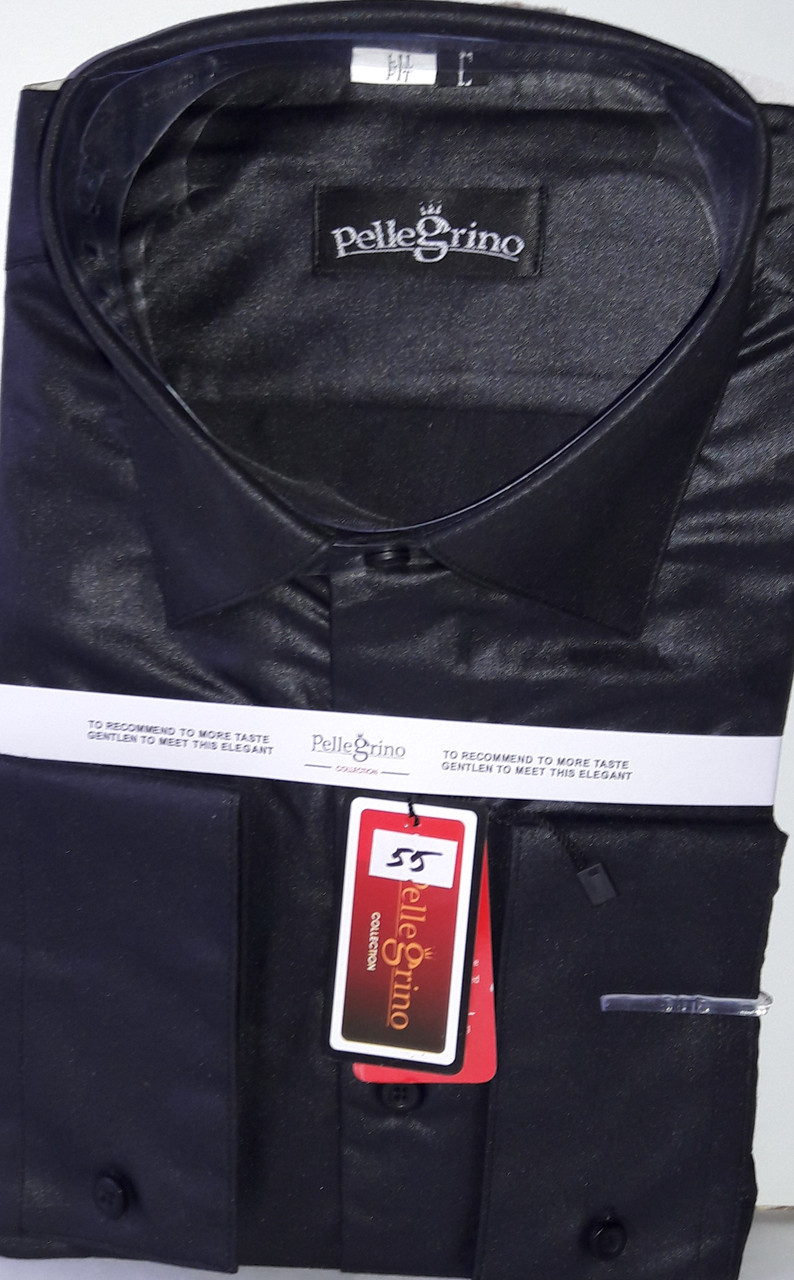 L
Pellegrino
TO RECOMMEND TO MORE TASTE
GENTLEN TO MEET THIS ELEGANT
Pellegrino
COLLECTION
TO RECOMMEND TO MORE TASTE
GENTLEN TO MEET THIS ELEGANT
55
Pellegrino
COLLECTION